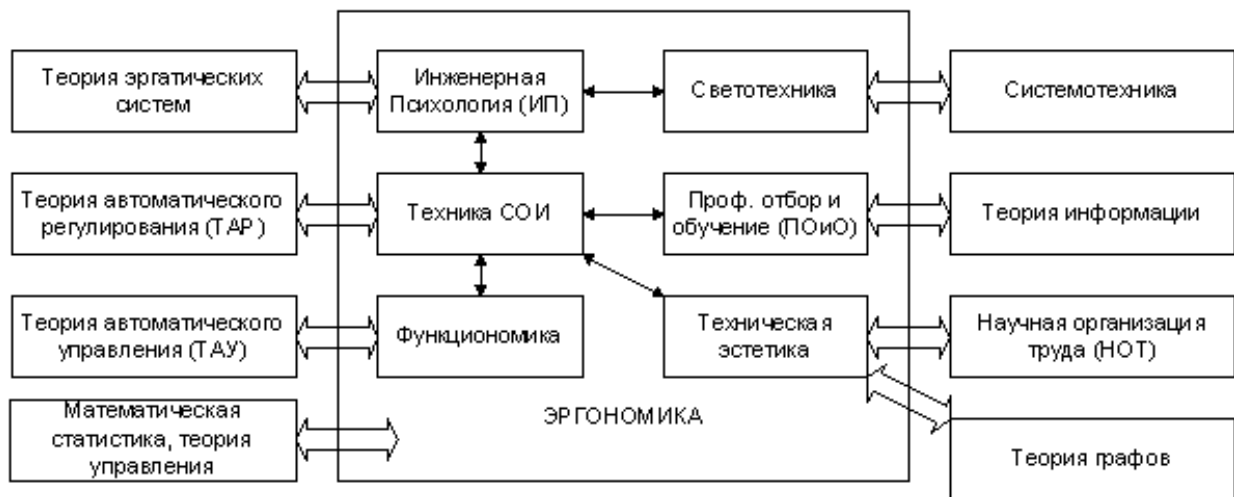 Теория эргатических
систем
Инженерная
Психология (ИП)
Светотехника
Системотехника
Теория автоматического
регулирования (ТАР)
Техника СОИ
Проф. отбор и
обучение (ПОиО)
Теория информации
Теория автоматического
управления (ТАУ)
Функциономика
Техническая
эстетика
Научная организация
труда (НОТ)
Математическая
статистика, теория
управления
ЭРГОНОМИКА
Теория графов